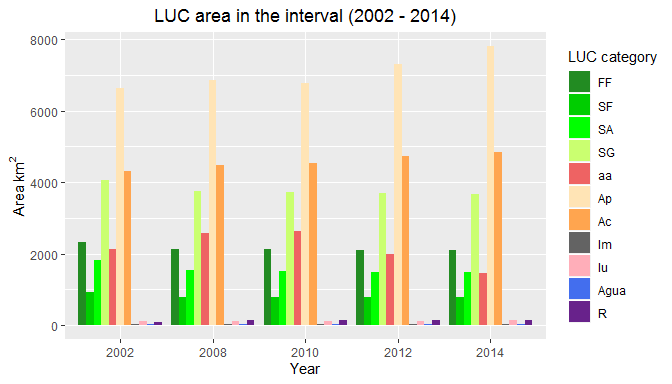 LUC area in the interval (2002 - 2014)
8000
6000
4000
2000
0
Area km²
2002 2008 2010 2012 2014
Year
LUC category
FF
SF
SA
SG
aa
Ap
Ac
Im
Iu
Agua
R